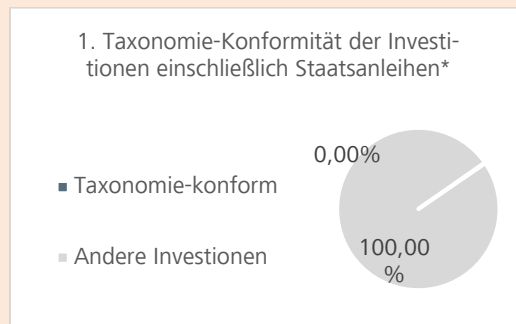 1. Taxonomie-Konformität der Investi-
tionen einschließlich Staatsanleihen*
0,00%
Taxonomie-konform
Andere Investionen
100,00
%